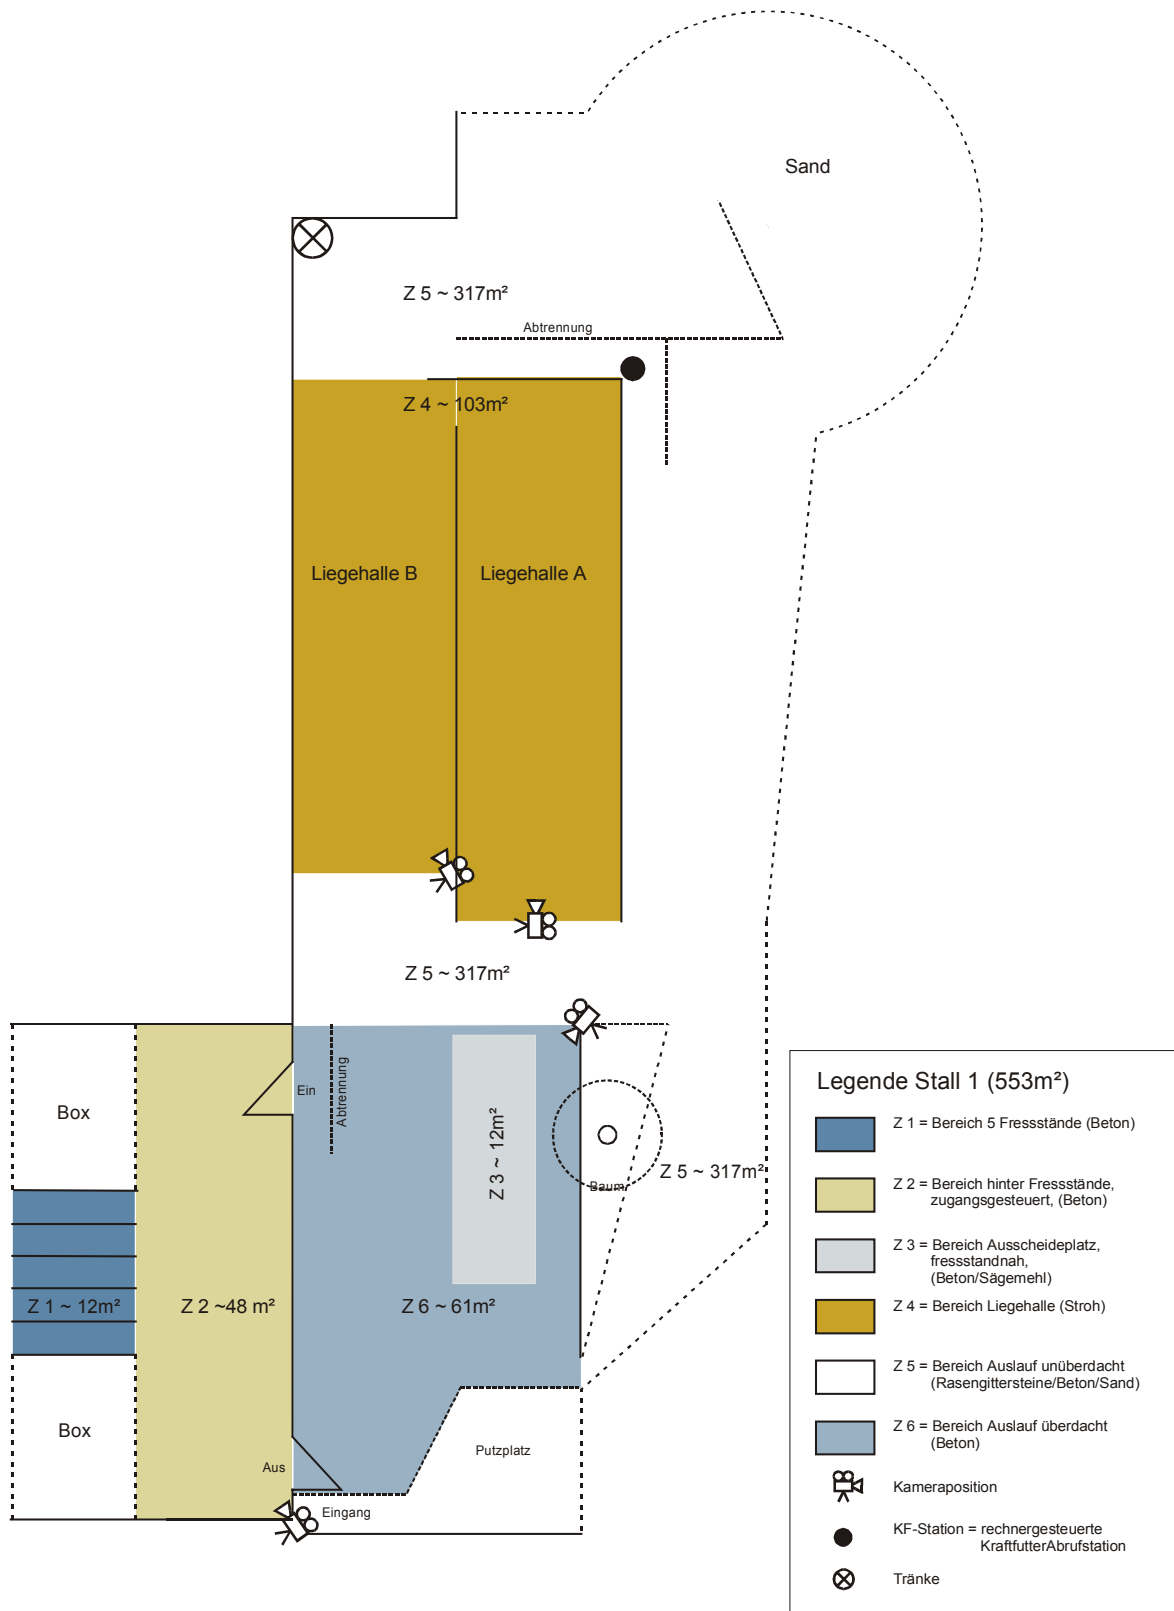 Sand
Z 5 ~ 317m²
Abtrennung
Z 4 ~ 103m²
Liegehalle B
Liegehalle A
Z 5 ~ 317m²
Ein
Abtrennung
Box
Z 3 ~ 12m²
Baum
Z 5 ~ 317m²
Z 1 ~ 12m²
Z 2 ~48 m²
Z 6 ~ 61m²
Box
Aus
Putzplatz
Eingang
Legende Stall 1 (553m²)
Z 1 = Bereich 5 Fressstände (Beton)
Z 2 = Bereich hinter Fressstände,
zugangsgesteuert, (Beton)
Z 3 = Bereich Ausscheideplatz,
fressstandnah,
(Beton/Sägemehl)
Z 4 = Bereich Liegehalle (Stroh)
Z 5 = Bereich Auslauf unüberdacht
(Rasengittersteine/Beton/Sand)
Z 6 = Bereich Auslauf überdacht
(Beton)
Kameraposition
KF-Station = rechnergesteuerte
KraftfutterAbrufstation
Tränke